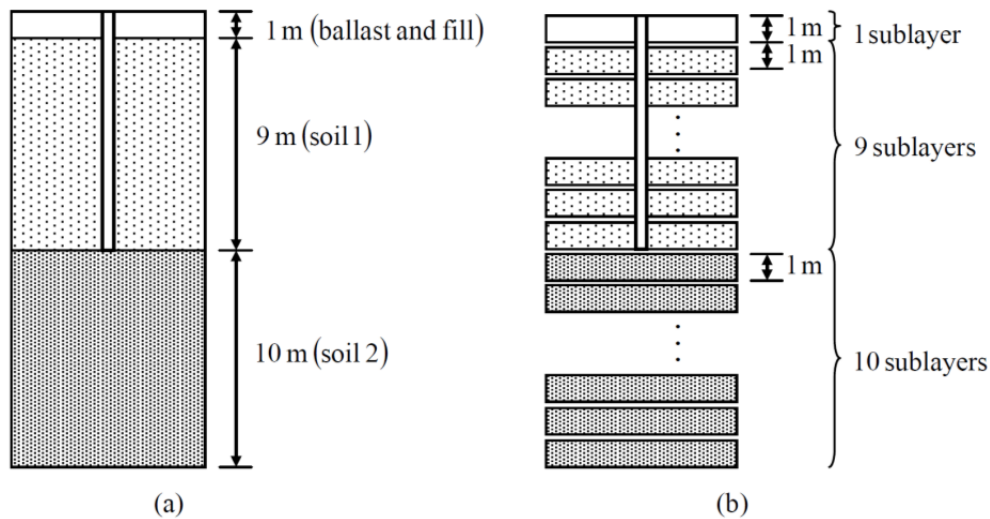 1 m (ballast and fill)
9 m (soil 1)
10 m (soil 2)
(a)
1 m
1 sublayer
1 m
9 sublayers
1 m
10 sublayers
(b)